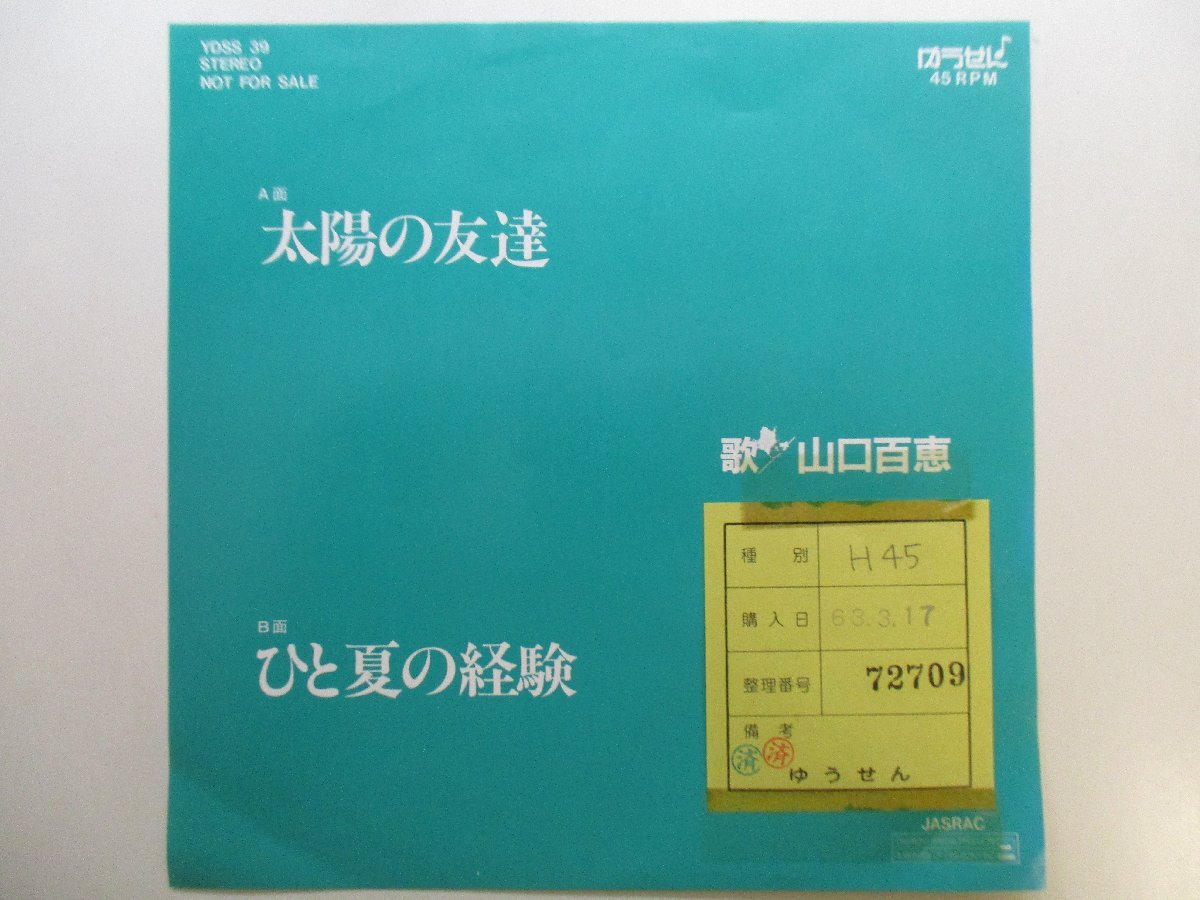 YDSS 39
STEREO
NOT FOR SALE
ゆうせん
45RPM
A面
太陽の友達
歌 山口百恵
種別 H45
購入日 63.3.17
整理番号 72709
備考
済 済
ゆうせん
B面
ひと夏の経験
JASRAC